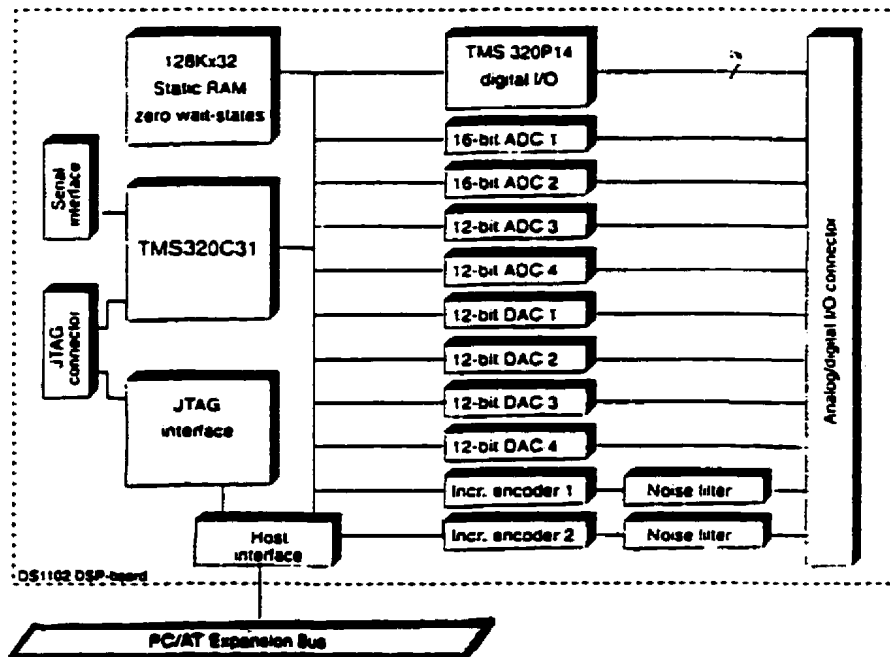 128Kx32
Static RAM
zero wait-states
TMS 320P14
digital I/O
16-bit ADC 1
16-bit ADC 2
Serial
interface
TMS320C31
12-bit ADC 3
12-bit ADC 4
12-bit DAC 1
JTAG
connector
12-bit DAC 2
JTAG
interface
12-bit DAC 3
12-bit DAC 4
Incr. encoder 1
Noise filter
Host
interface
Incr. encoder 2
Noise filter
Analog/digital I/O connector
DS1102 DSP-board
PC/AT Expansion Bus